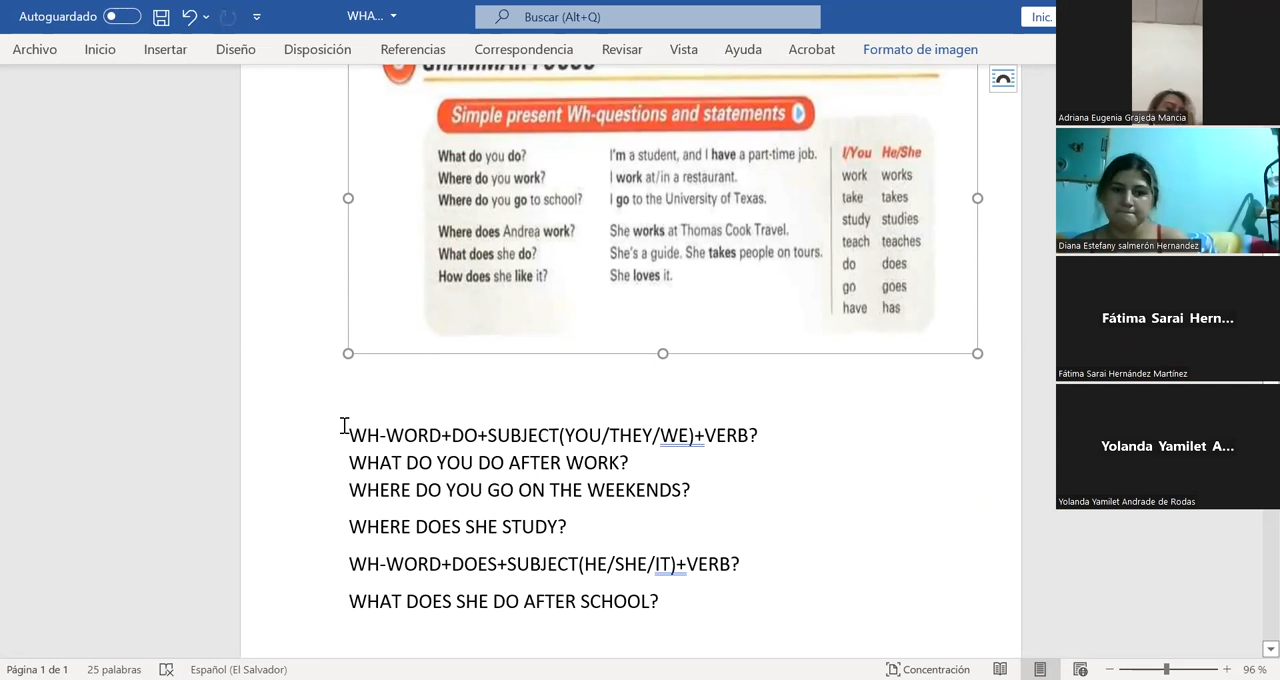 Autoguardado
WHA...
Buscar (Alt+Q)
Inic.
Archivo Inicio Insertar Diseño Disposición Referencias Correspondencia Revisar Vista Ayuda Acrobat Formato de imagen
GRAMMAR FOCUS
Simple present Wh-questions and statements
What do you do? I'm a student, and I have a part-time job. I/You He/She
Where do you work? I work at/in a restaurant. work works
Where do you go to school? I go to the University of Texas. take takes
study studies
Where does Andrea work? She works at Thomas Cook Travel. teach teaches
What does she do? She's a guide. She takes people on tours. do does
How does she like it? She loves it. go goes
have has
WH-WORD+DO+SUBJECT(YOU/THEY/WE)+VERB?
WHAT DO YOU DO AFTER WORK?
WHERE DO YOU GO ON THE WEEKENDS?
WHERE DOES SHE STUDY?
WH-WORD+DOES+SUBJECT(HE/SHE/IT)+VERB?
WHAT DOES SHE DO AFTER SCHOOL?
Adriana Eugenia Grajeda Mancia
Diana Estefany salmerón Hernandez
Fátima Sarai Hern...
Fátima Sarai Hernández Martínez
Yolanda Yamilet A...
Yolanda Yamilet Andrade de Rodas
Página 1 de 1 25 palabras Español (El Salvador) Concentración 96 %